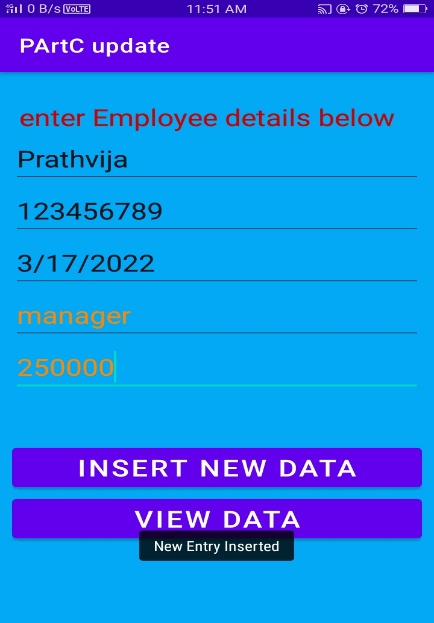 0 B/s VoLTE 11:51 AM 72%
PArtC update
enter Employee details below
Prathvija
123456789
3/17/2022
manager
250000
INSERT NEW DATA
VIEW DATA
New Entry Inserted